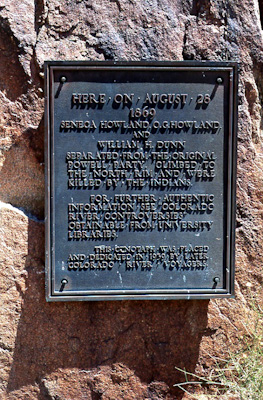 HERE ON AUGUST 28
1869
SENECA HOWLAND, O.G. HOWLAND
AND
WILLIAM H. DUNN
SEPARATED FROM THE ORIGINAL
POWELL PARTY, CLIMBED TO
THE NORTH RIM AND WERE
KILLED BY THE INDIANS.
FOR FURTHER AUTHENTIC
INFORMATION SEE "COLORADO
RIVER CONTROVERSIES"
OBTAINABLE FROM UNIVERSITY
LIBRARIES.
THIS CENOTAPH WAS PLACED
AND DEDICATED IN 1939 BY LATER
COLORADO RIVER VOYAGERS